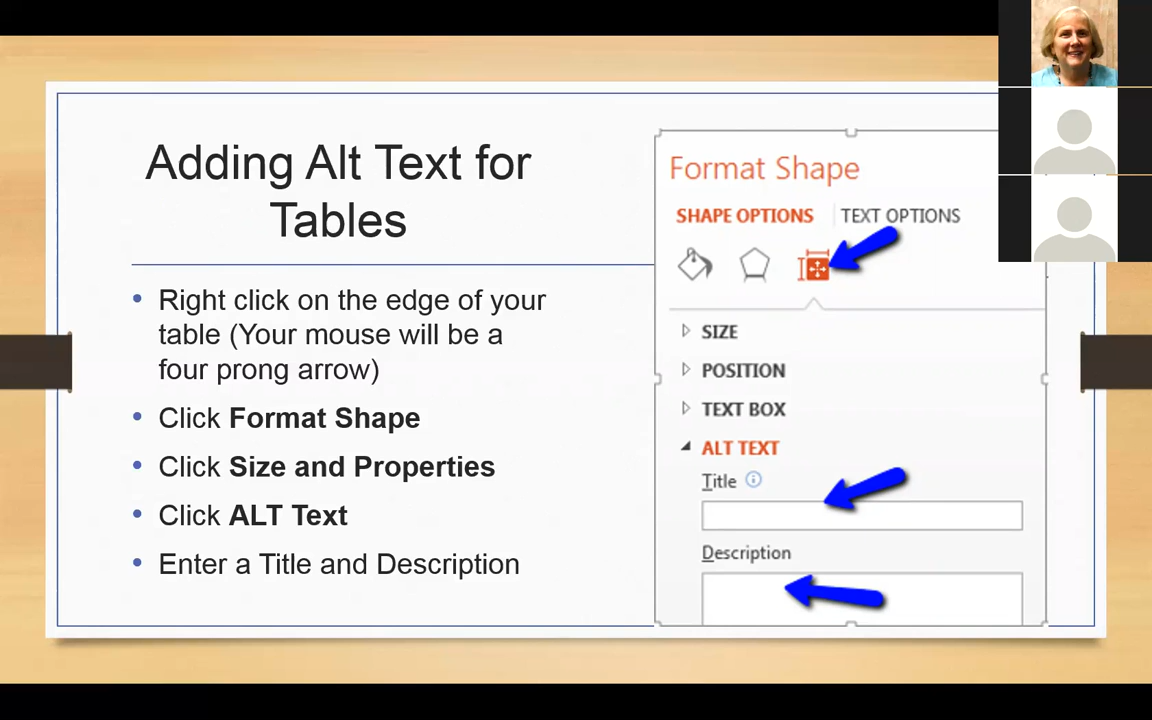 Adding Alt Text for
Tables
• Right click on the edge of your
table (Your mouse will be a
four prong arrow)
• Click Format Shape
• Click Size and Properties
• Click ALT Text
• Enter a Title and Description
Format Shape
SHAPE OPTIONS TEXT OPTIONS
SIZE
POSITION
TEXT BOX
ALT TEXT
Title
Description